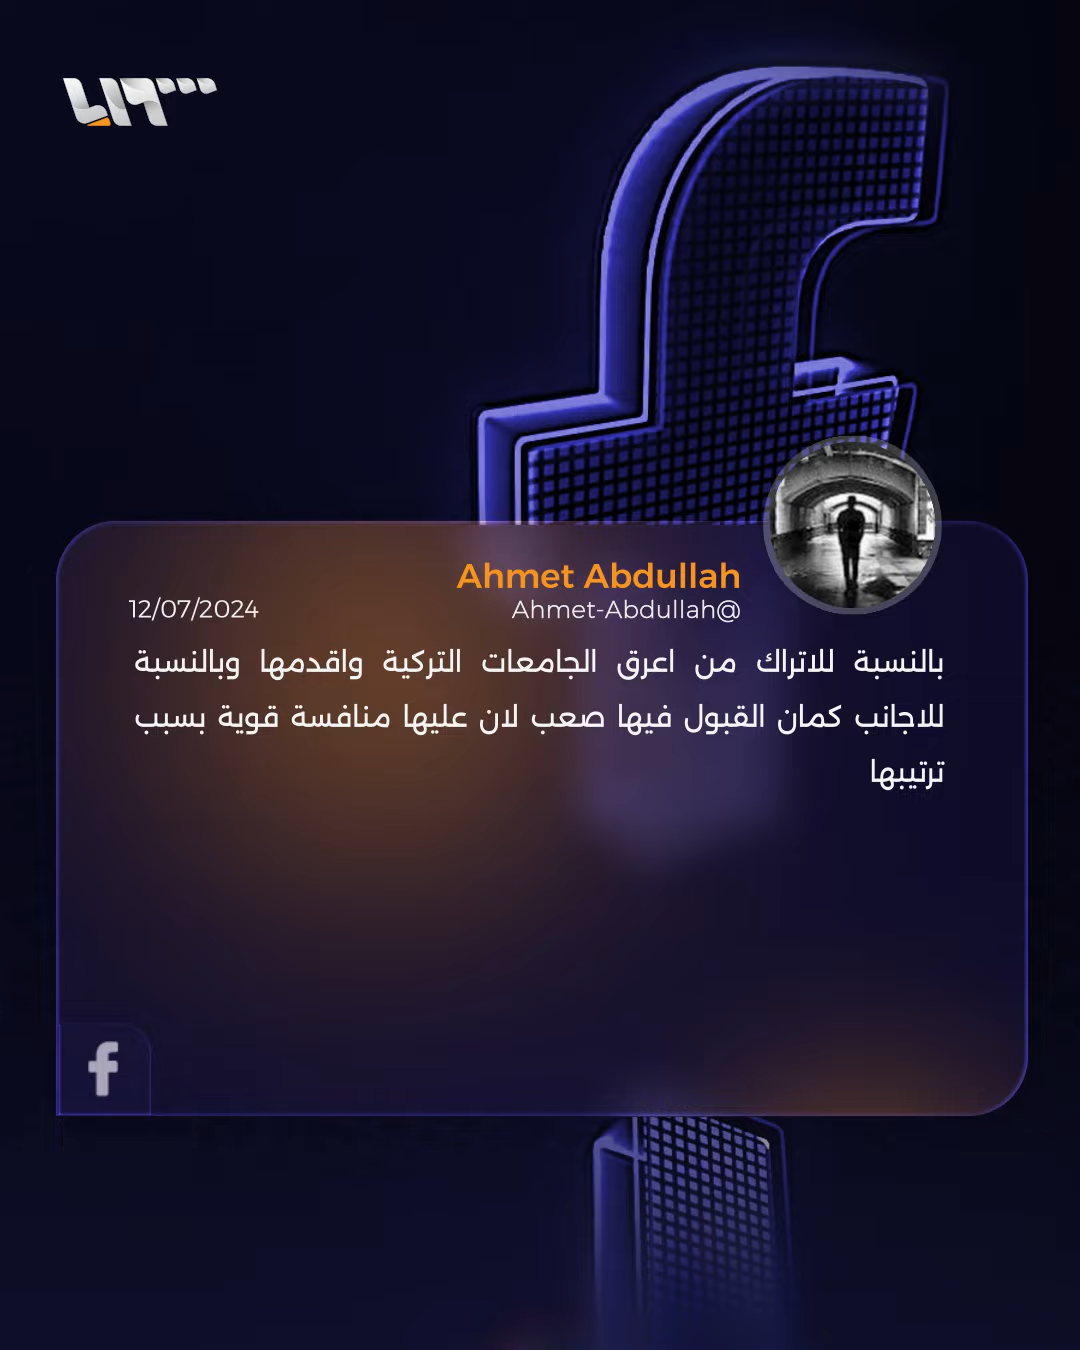 Ahmet Abdullah
Ahmet-Abdullah@
12/07/2024
بالنسبة للاتراك من اعرق الجامعات التركية واقدمها وبالنسبة
للاجانب كمان القبول فيها صعب لان عليها منافسة قوية بسبب
ترتيبها